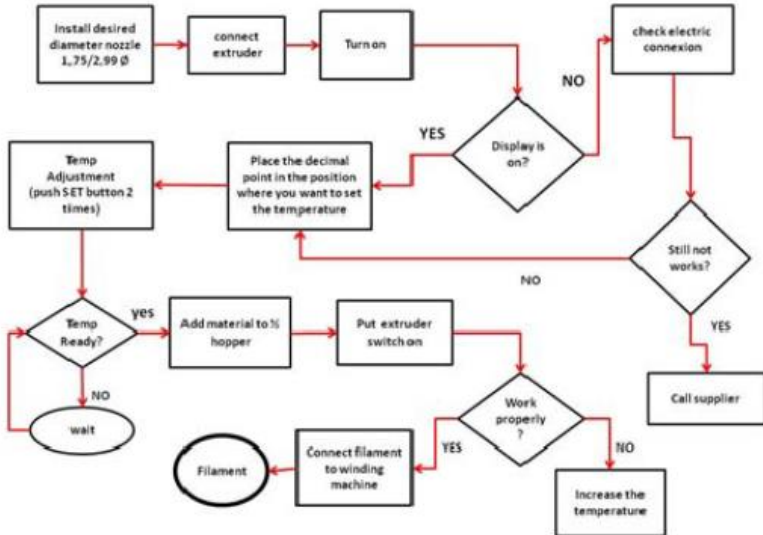 Install desired
diameter nozzle
1,75/2,99 Ø
connect
extruder
Turn on
check electric
connexion
NO
YES
Display is
on?
Temp
Adjustment
(push SET button 2
times)
Place the decimal
point in the position
where you want to set
the temperature
Still not
works?
NO
YES
Call supplier
Temp
Ready?
yes
Add material to ½
hopper
Put extruder
switch on
NO
wait
Work
properly
?
YES
NO
Filament
Connect filament
to winding
machine
Increase the
temperature